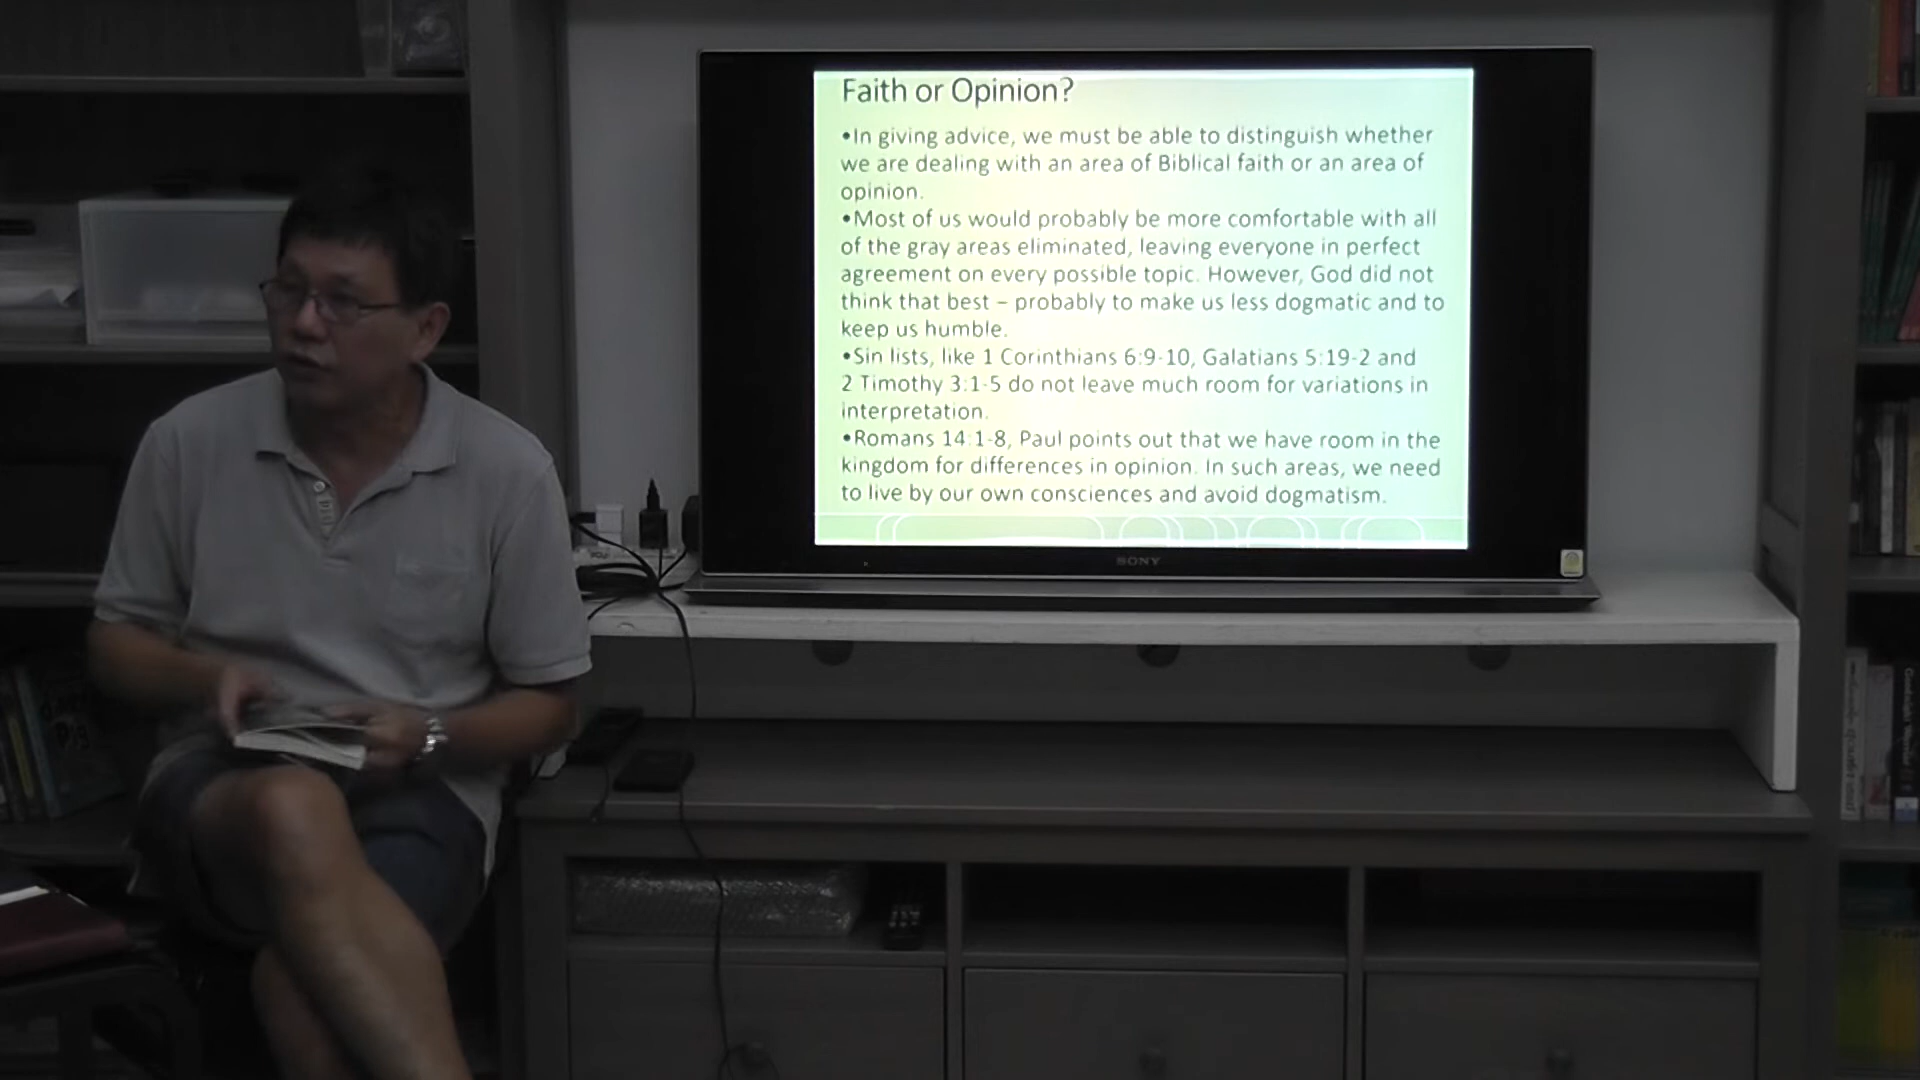 Faith or Opinion?
•In giving advice, we must be able to distinguish whether
we are dealing with an area of Biblical faith or an area of
opinion.
•Most of us would probably be more comfortable with all
of the gray areas eliminated, leaving everyone in perfect
agreement on every possible topic. However, God did not
think that best – probably to make us less dogmatic and to
keep us humble.
•Sin lists, like 1 Corinthians 6:9-10, Galatians 5:19-2 and
2 Timothy 3:1-5 do not leave much room for variations in
interpretation.
•Romans 14:1-8, Paul points out that we have room in the
kingdom for differences in opinion. In such areas, we need
to live by our own consciences and avoid dogmatism.
SONY